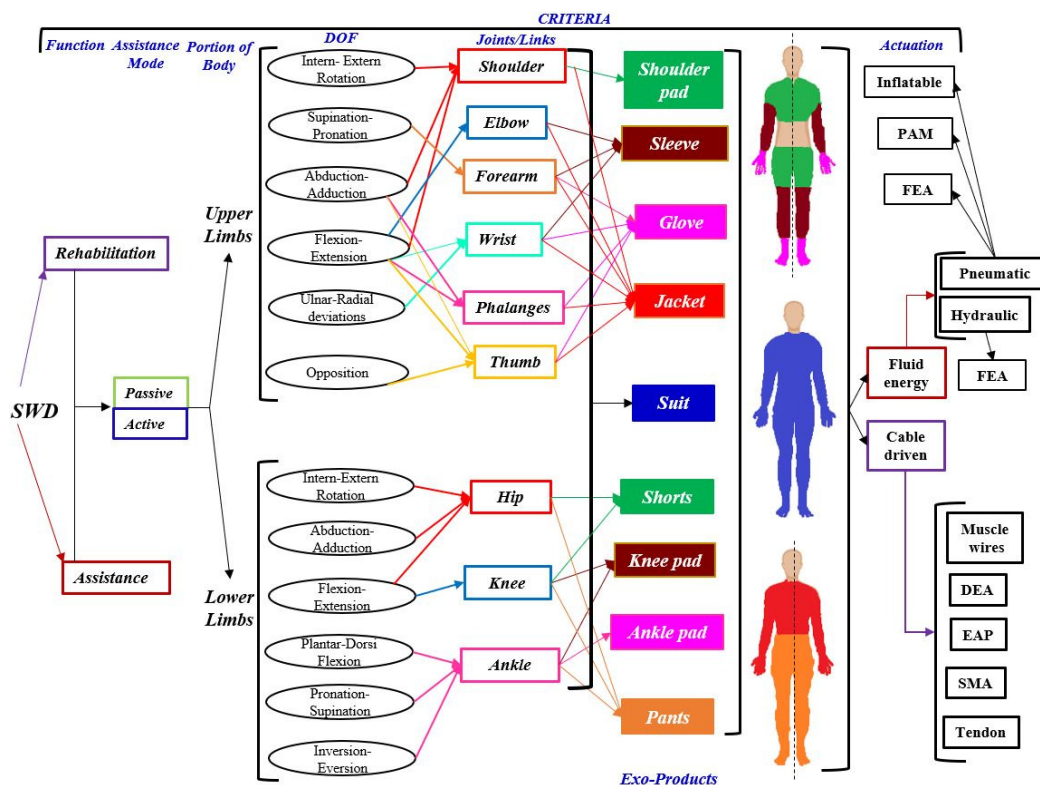 CRITERIA
Function
Assistance
Mode
Portion of
Body
DOF
Joints/Links
Actuation
Intern- Extern
Rotation
Supination-
Pronation
Abduction-
Adduction
Flexion-
Extension
Ulnar-Radial
deviations
Opposition
Shoulder
Elbow
Forearm
Wrist
Phalanges
Thumb
Shoulder
pad
Sleeve
Glove
Jacket
Suit
Inflatable
PAM
FEA
Pneumatic
Hydraulic
FEA
Fluid
energy
Cable
driven
Upper
Limbs
Rehabilitation
SWD
Passive
Active
Assistance
Lower
Limbs
Intern-Extern
Rotation
Abduction-
Adduction
Flexion-
Extension
Plantar-Dorsi
Flexion
Pronation-
Supination
Inversion-
Eversion
Hip
Knee
Ankle
Shorts
Knee pad
Ankle pad
Pants
Muscle
wires
DEA
EAP
SMA
Tendon
Exo-Products